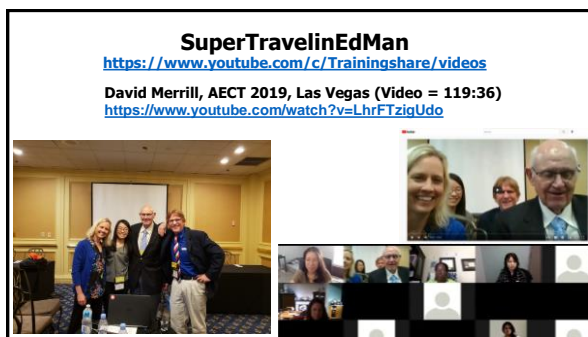 SuperTravelinEdMan
https://www.youtube.com/c/Trainingshare/videos
David Merrill, AECT 2019, Las Vegas (Video = 119:36)
https://www.youtube.com/watch?v=LhrFTzigUdo